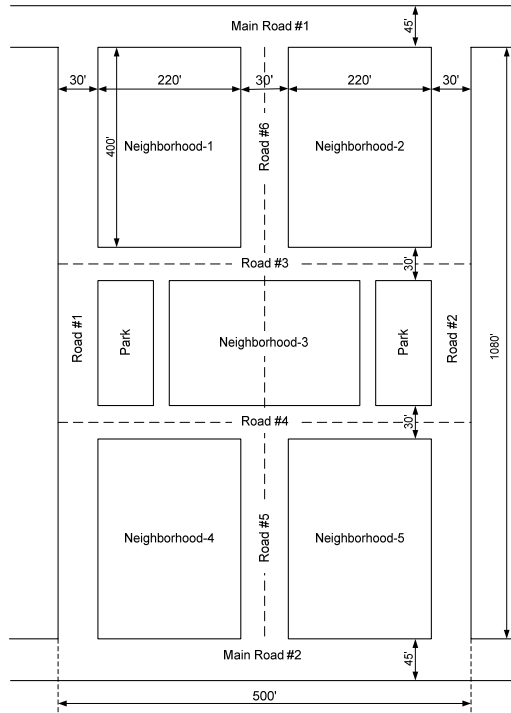 Main Road #1
45'
30'
220'
30'
220'
30'
400'
Neighborhood-1
Road #6
Neighborhood-2
Road #3
30'
Road #1
Park
Neighborhood-3
Park
Road #2
1080'
Road #4
30'
Neighborhood-4
Road #5
Neighborhood-5
Main Road #2
45'
500'